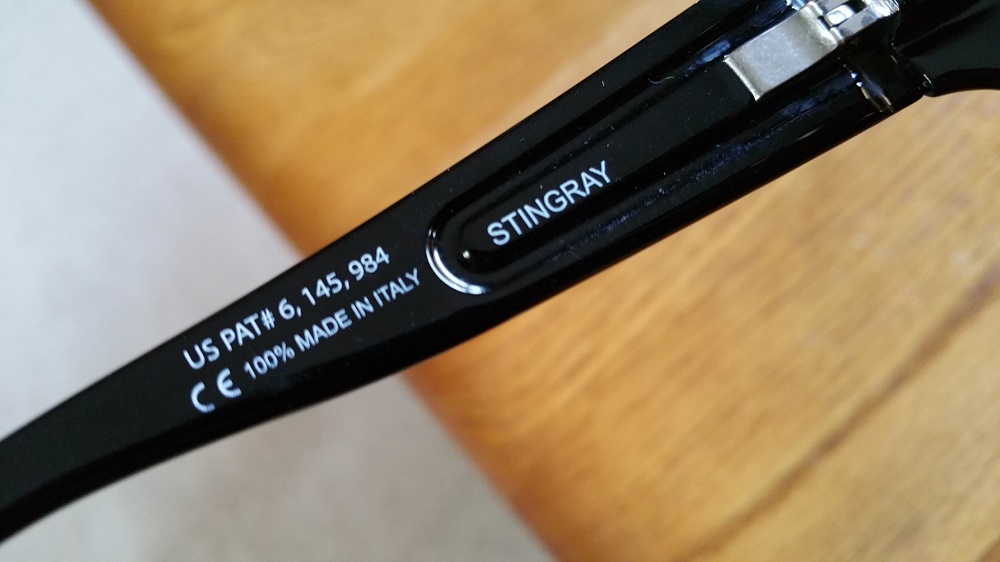 US PAT# 6, 145, 984
CE 100% MADE IN ITALY
STINGRAY